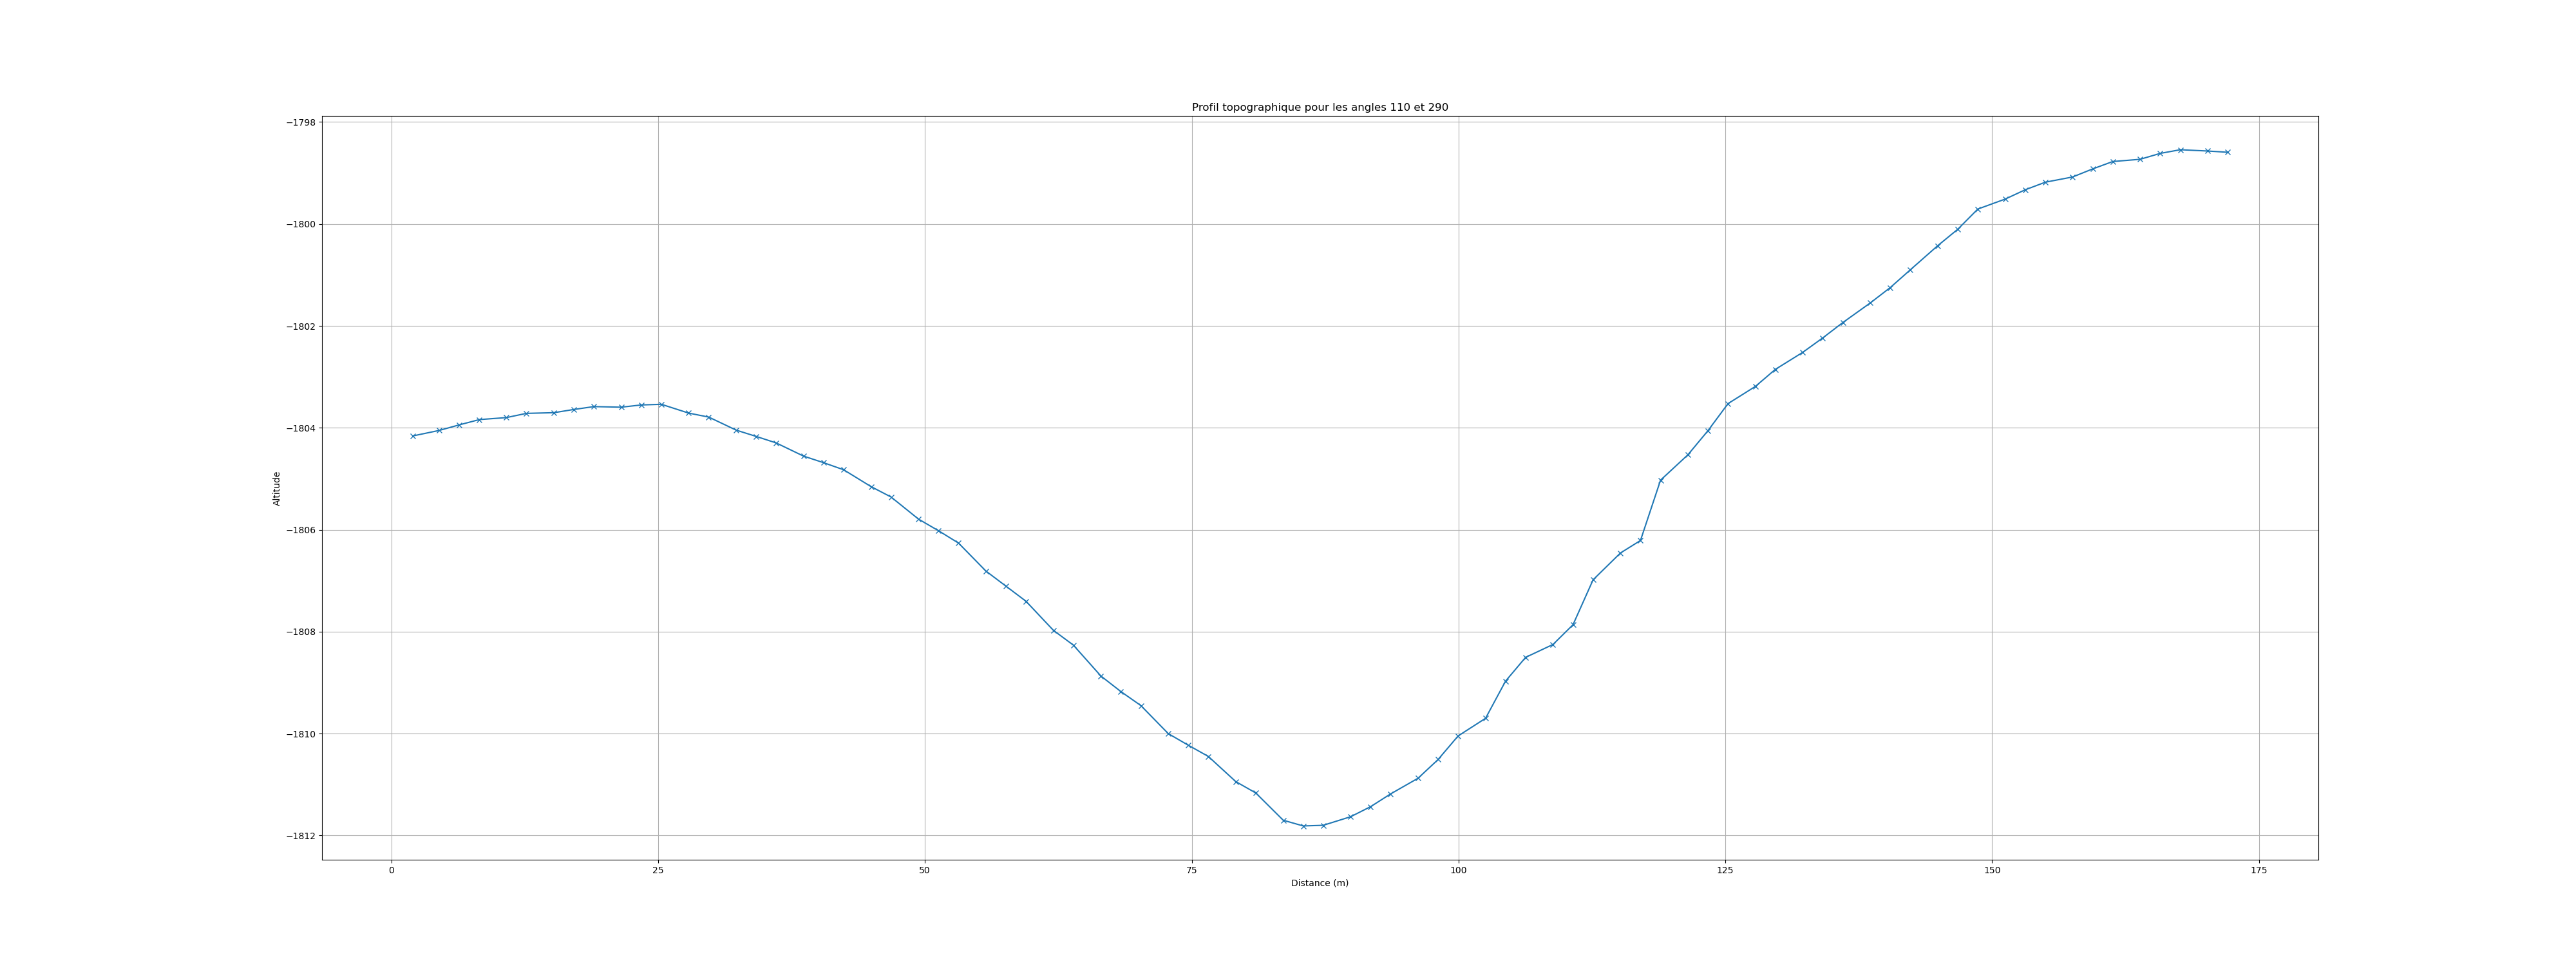 Profil topographique pour les angles 110 et 290
−1798
−1800
−1802
−1804
−1806
−1808
−1810
−1812
Altitude
0 25 50 75 100 125 150 175
Distance (m)